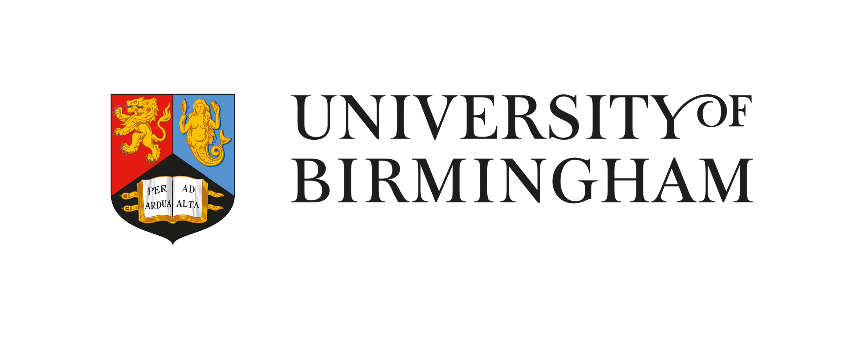 UNIVERSITY OF
BIRMINGHAM
PER AD
ARDUA ALTA